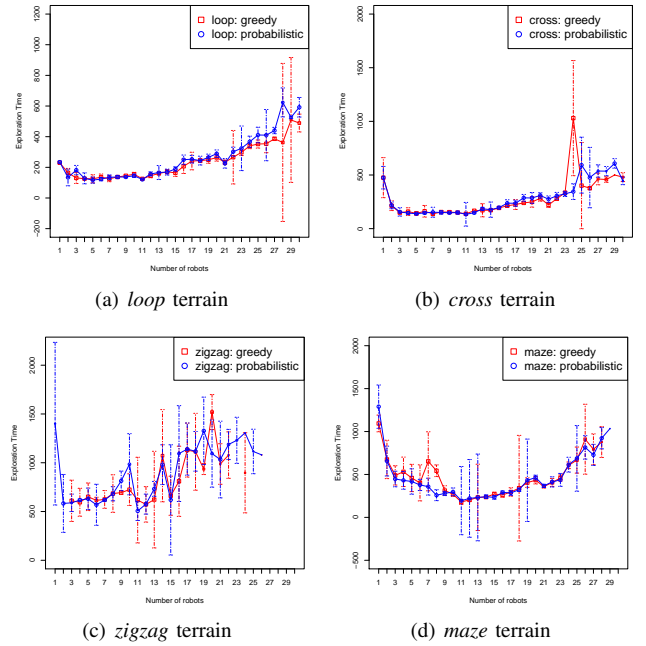 loop: greedy
loop: probabilistic
Exploration Time
−200 0 200 400 600 800 1000 1200
1 3 5 7 9 11 13 15 17 19 21 23 25 27 29
Number of robots
(a) loop terrain
cross: greedy
cross: probabilistic
Exploration Time
0 500 1000 1500 2000
1 3 5 7 9 11 13 15 17 19 21 23 25 27 29
Number of robots
(b) cross terrain
zigzag: greedy
zigzag: probabilistic
Exploration Time
0 500 1000 1500 2000
1 3 5 7 9 11 13 15 17 19 21 23 25 27 29
Number of robots
(c) zigzag terrain
maze: greedy
maze: probabilistic
Exploration Time
−500 0 500 1000 1500 2000
1 3 5 7 9 11 13 15 17 19 21 23 25 27 29
Number of robots
(d) maze terrain